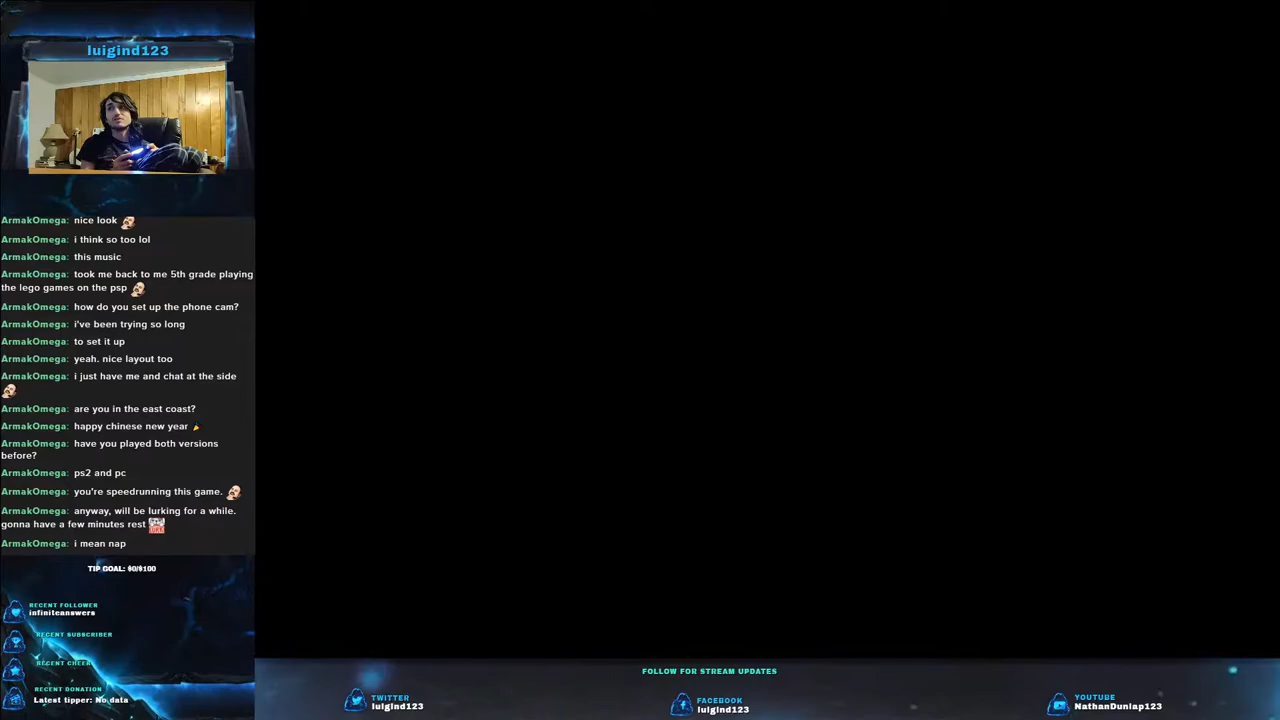 luigind123
ArmakOmega: nice look
ArmakOmega: i think so too lol
ArmakOmega: this music
ArmakOmega: took me back to me 5th grade playing
the lego games on the psp
ArmakOmega: how do you set up the phone cam?
ArmakOmega: i've been trying so long
ArmakOmega: to set it up
ArmakOmega: yeah. nice layout too
ArmakOmega: i just have me and chat at the side
ArmakOmega: are you in the east coast?
ArmakOmega: happy chinese new year
ArmakOmega: have you played both versions
before?
ArmakOmega: ps2 and pc
ArmakOmega: you're speedrunning this game.
ArmakOmega: anyway, will be lurking for a while.
gonna have a few minutes rest
ArmakOmega: i mean nap
TIP GOAL: $0/$100
RECENT FOLLOWER
infiniteanswers
RECENT SUBSCRIBER
RECENT CHEER
RECENT DONATION
Latest tipper: No data
FOLLOW FOR STREAM UPDATES
TWITTER
luigind123
FACEBOOK
luigind123
YOUTUBE
NathanDunlap123